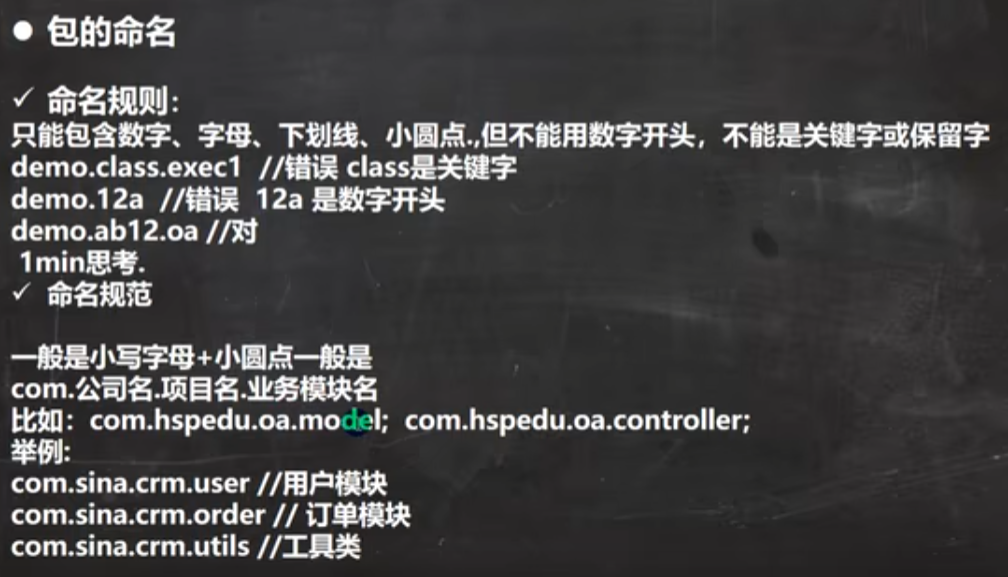 ● 包的命名
✓ 命名规则：
只能包含数字、字母、下划线、小圆点.,但不能用数字开头，不能是关键字或保留字
demo.class.exec1 //错误 class是关键字
demo.12a //错误 12a 是数字开头
demo.ab12.oa //对
1min思考.
✓ 命名规范
一般是小写字母+小圆点一般是
com.公司名.项目名.业务模块名
比如：com.hspedu.oa.model; com.hspedu.oa.controller;
举例:
com.sina.crm.user //用户模块
com.sina.crm.order // 订单模块
com.sina.crm.utils //工具类